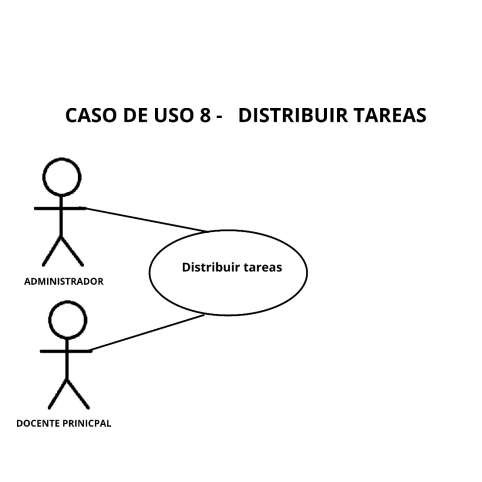 CASO DE USO 8 - DISTRIBUIR TAREAS
Distribuir tareas
ADMINISTRADOR
DOCENTE PRINICPAL